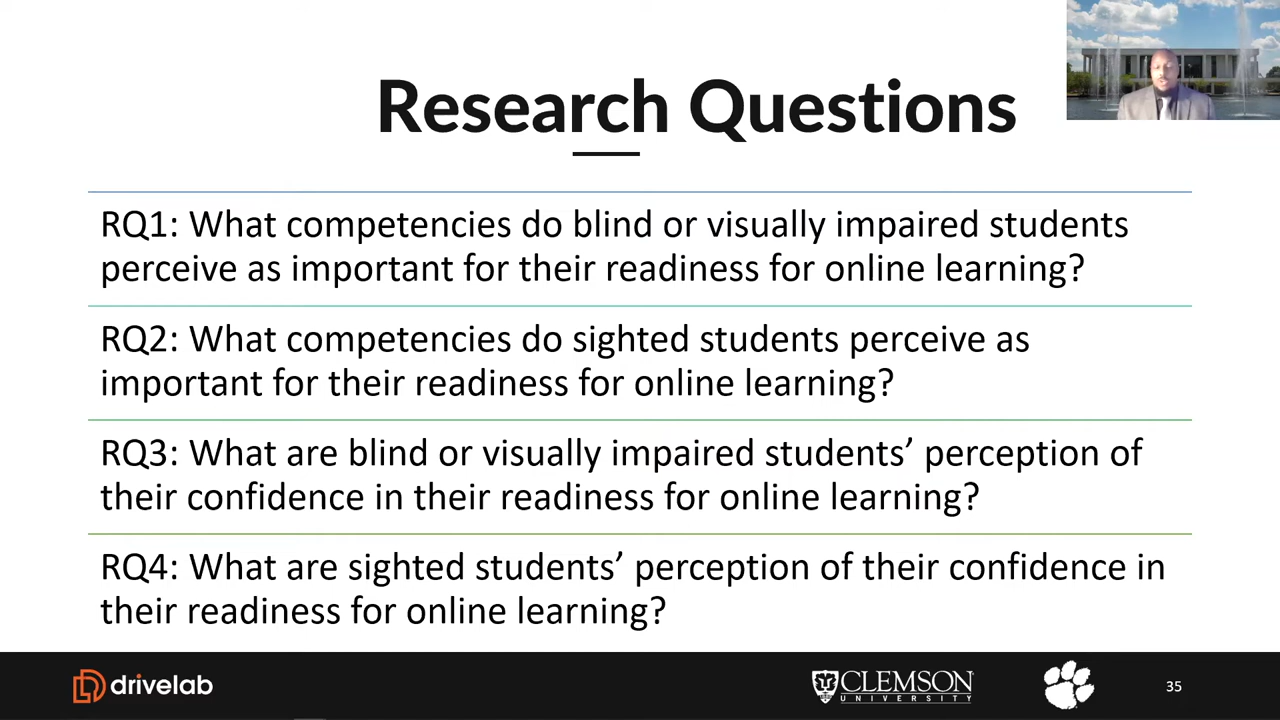 Research Questions
RQ1: What competencies do blind or visually impaired students
perceive as important for their readiness for online learning?
RQ2: What competencies do sighted students perceive as
important for their readiness for online learning?
RQ3: What are blind or visually impaired students’ perception of
their confidence in their readiness for online learning?
RQ4: What are sighted students’ perception of their confidence in
their readiness for online learning?
drivelab
CLEMSON
UNIVERSITY
35